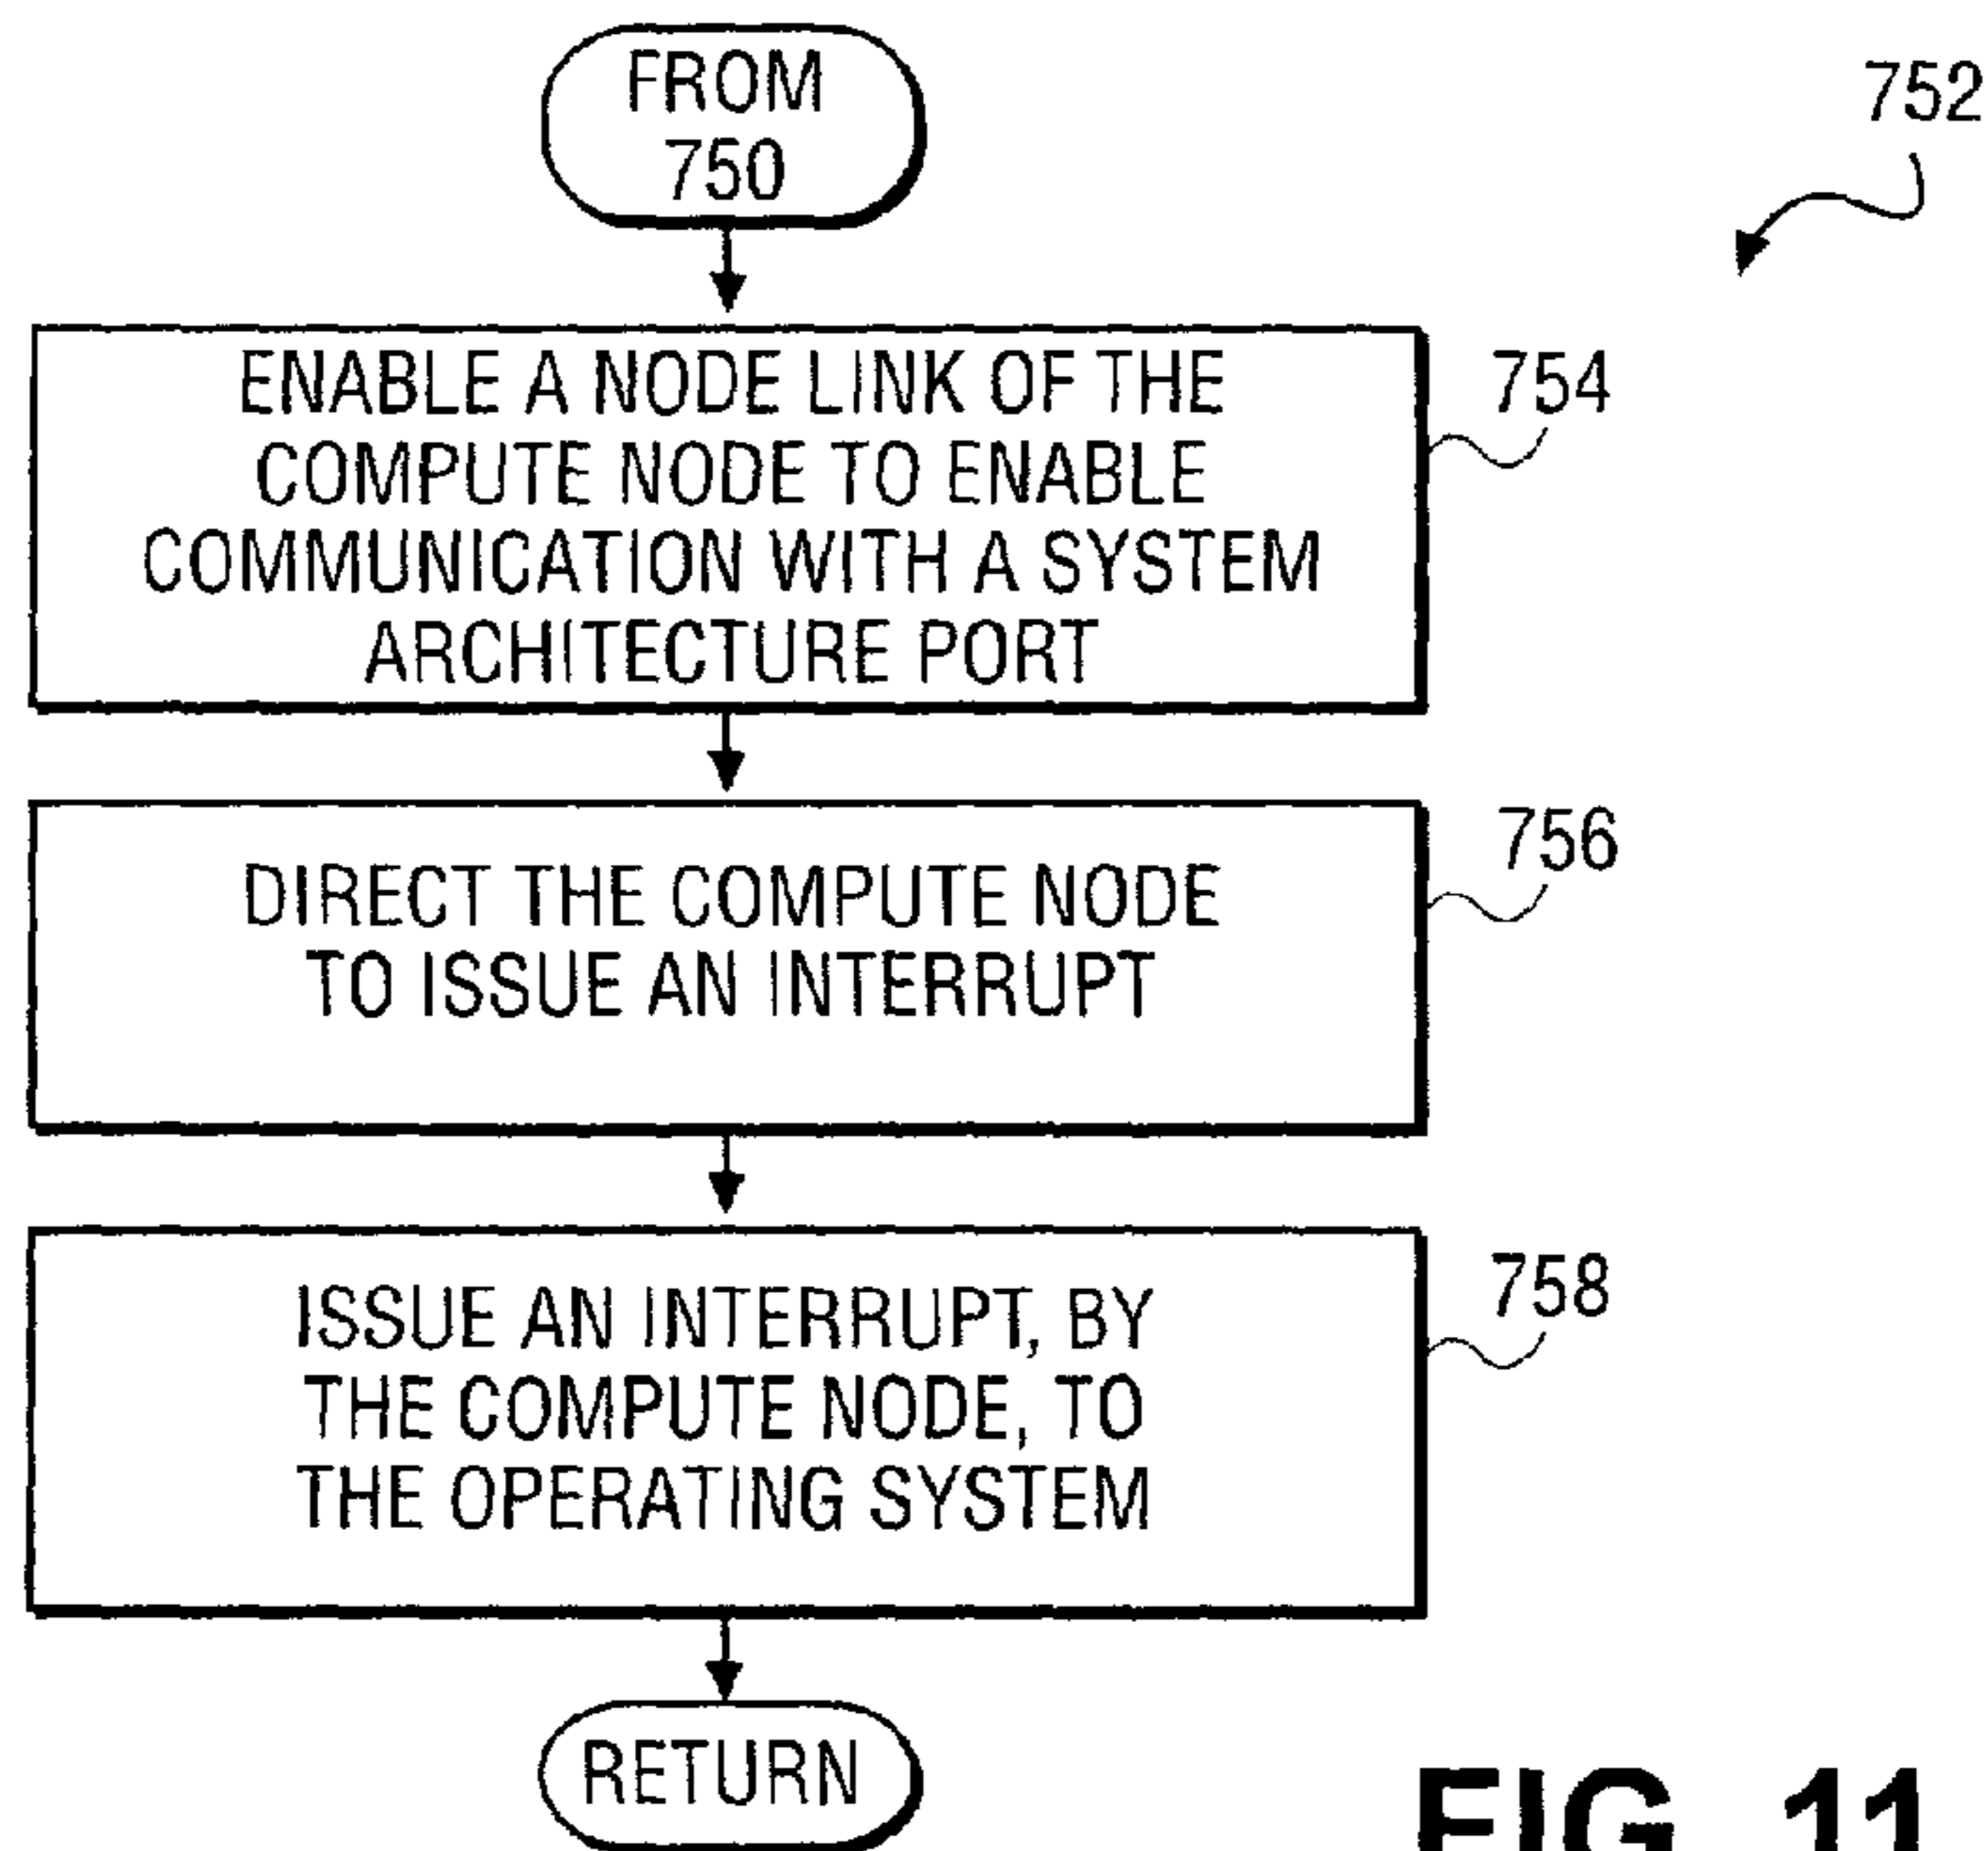 FROM
750
752
ENABLE A NODE LINK OF THE
COMPUTE NODE TO ENABLE
COMMUNICATION WITH A SYSTEM
ARCHITECTURE PORT
754
DIRECT THE COMPUTE NODE
TO ISSUE AN INTERRUPT
756
ISSUE AN INTERRUPT, BY
THE COMPUTE NODE, TO
THE OPERATING SYSTEM
758
RETURN
FIG 11